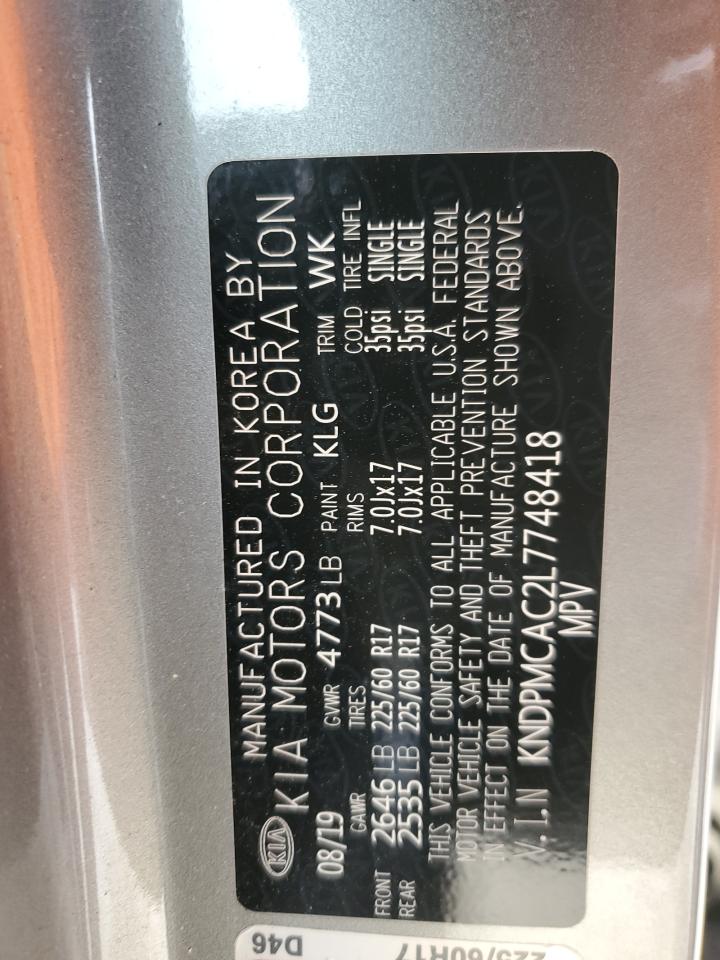 MANUFACTURED IN KOREA BY
KIA KIA MOTORS CORPORATION
08/19 GVWR 4773LB PAINT KLG TRIM WK
GAWR TIRES RIMS COLD TIRE INFL
FRONT 2646LB 225/60 R17 7.0Jx17 35psi SINGLE
REAR 2535LB 225/60 R17 7.0Jx17 35psi SINGLE
THIS VEHICLE CONFORMS TO ALL APPLICABLE U.S.A. FEDERAL
MOTOR VEHICLE SAFETY AND THEFT PREVENTION STANDARDS
IN EFFECT ON THE DATE OF MANUFACTURE SHOWN ABOVE.
V.I.N KNDPMCAC2L7748418
MPV
D46
225/60R17